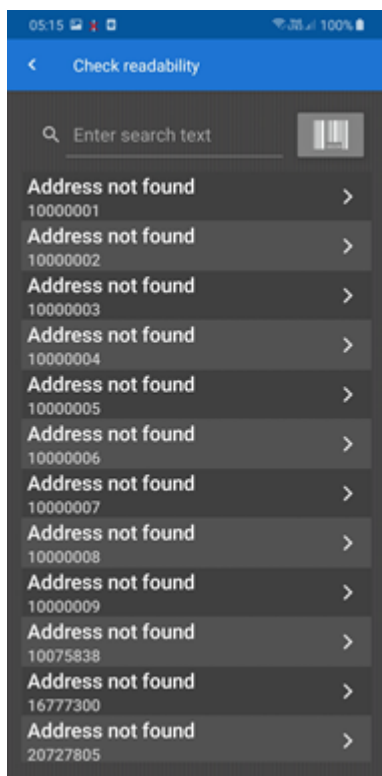 05:15 100%
Check readability
Enter search text
Address not found
10000001
Address not found
10000002
Address not found
10000003
Address not found
10000004
Address not found
10000005
Address not found
10000006
Address not found
10000007
Address not found
10000008
Address not found
10000009
Address not found
10075838
Address not found
16777300
Address not found
20727805